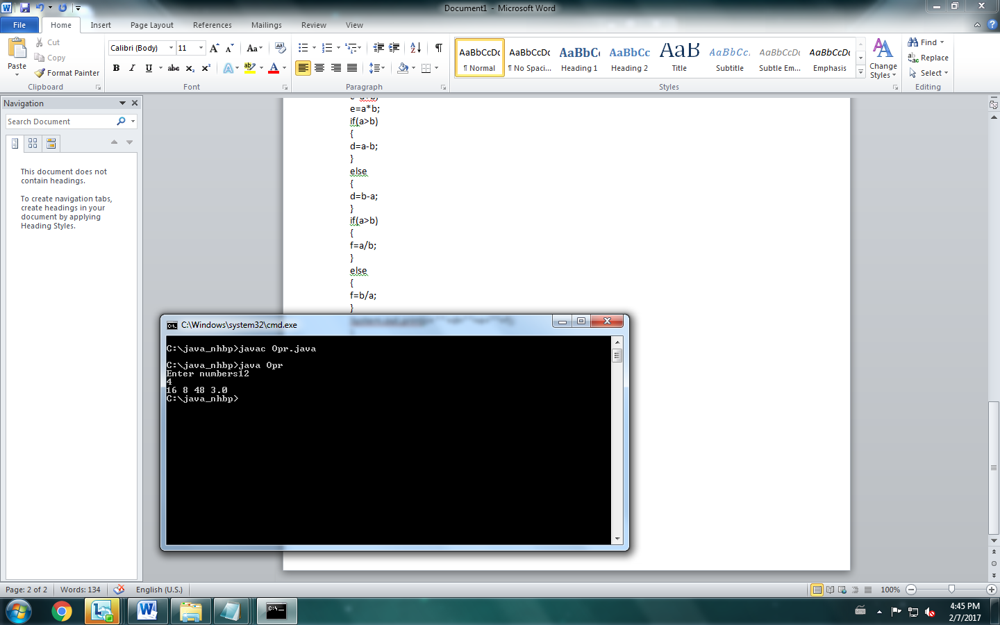 Document1 - Microsoft Word
File Home Insert Page Layout References Mailings Review View
Paste
Cut
Copy
Format Painter
Clipboard
Calibri (Body) 11
Font
Paragraph
AaBbCcDc AaBbCcDc AaBbCc AaBbCc AaB AaBbCc. AaBbCcDc AaBbCcDc
¶ Normal ¶ No Spaci... Heading 1 Heading 2 Title Subtitle Subtle Em... Emphasis
Change Styles
Styles
Find
Replace
Select
Editing
Navigation
Search Document
This document does not
contain headings.
To create navigation tabs,
create headings in your
document by applying
Heading Styles.
e=a*b;
if(a>b)
{
d=a-b;
}
else
{
d=b-a;
}
if(a>b)
{
f=a/b;
}
else
{
f=b/a;
}
C:\Windows\system32\cmd.exe
C:\java_nhbp>javac Opr.java
C:\java_nhbp>java Opr
Enter numbers12
4
16 8 48 3.0
C:\java_nhbp>
Page: 2 of 2 Words: 134 English (U.S.) 100%
4:45 PM
2/7/2017